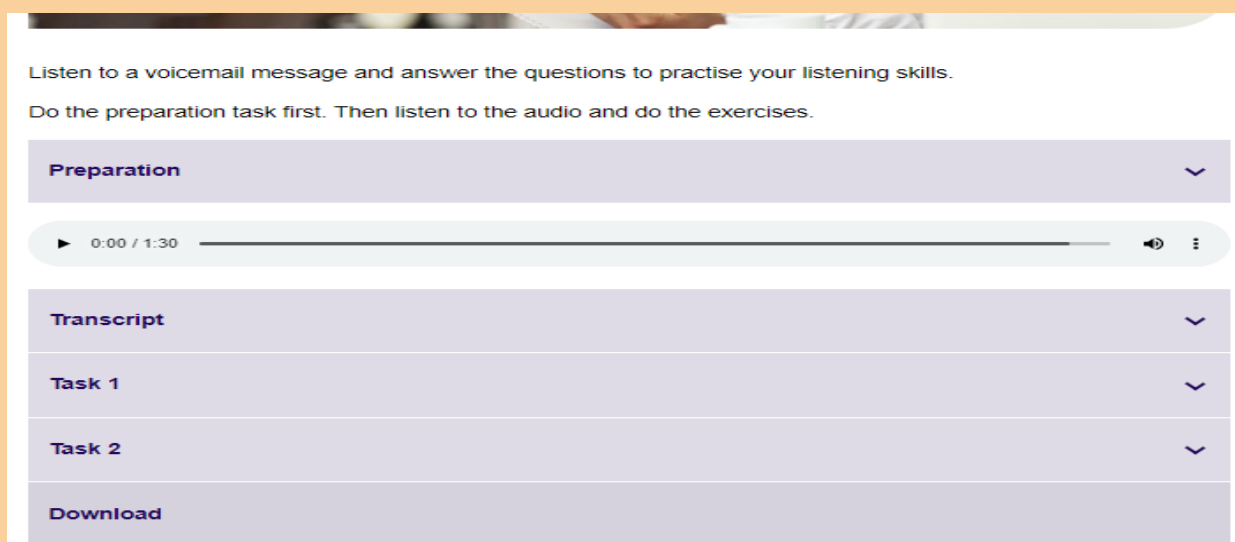 Listen to a voicemail message and answer the questions to practise your listening skills.
Do the preparation task first. Then listen to the audio and do the exercises.
Preparation
0:00 / 1:30
Transcript
Task 1
Task 2
Download